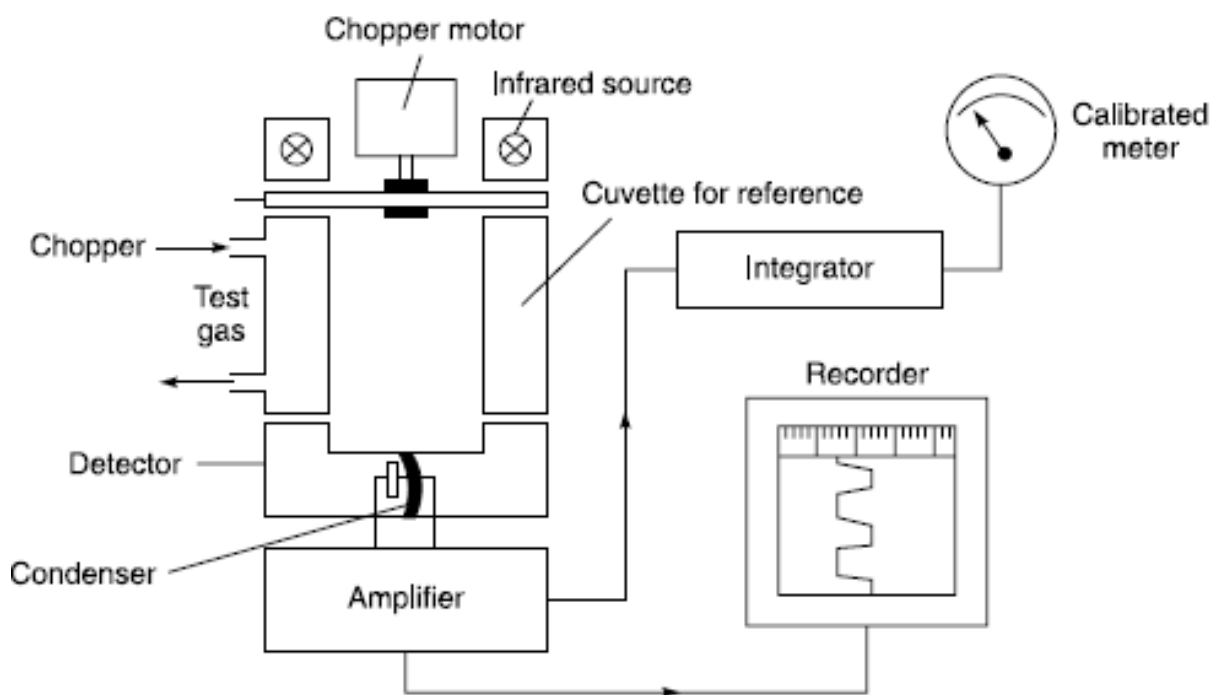 Chopper motor
Infrared source
Calibrated
meter
Cuvette for reference
Chopper
Integrator
Test
gas
Recorder
Detector
Condenser
Amplifier